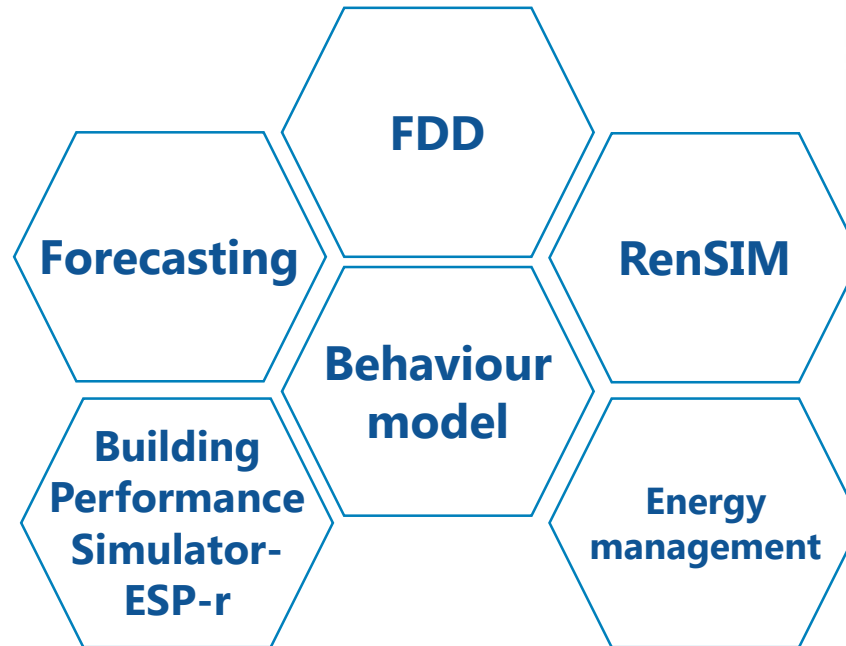 FDD
Forecasting
RenSIM
Behaviour
model
Building
Performance
Simulator-
ESP-r
Energy
management